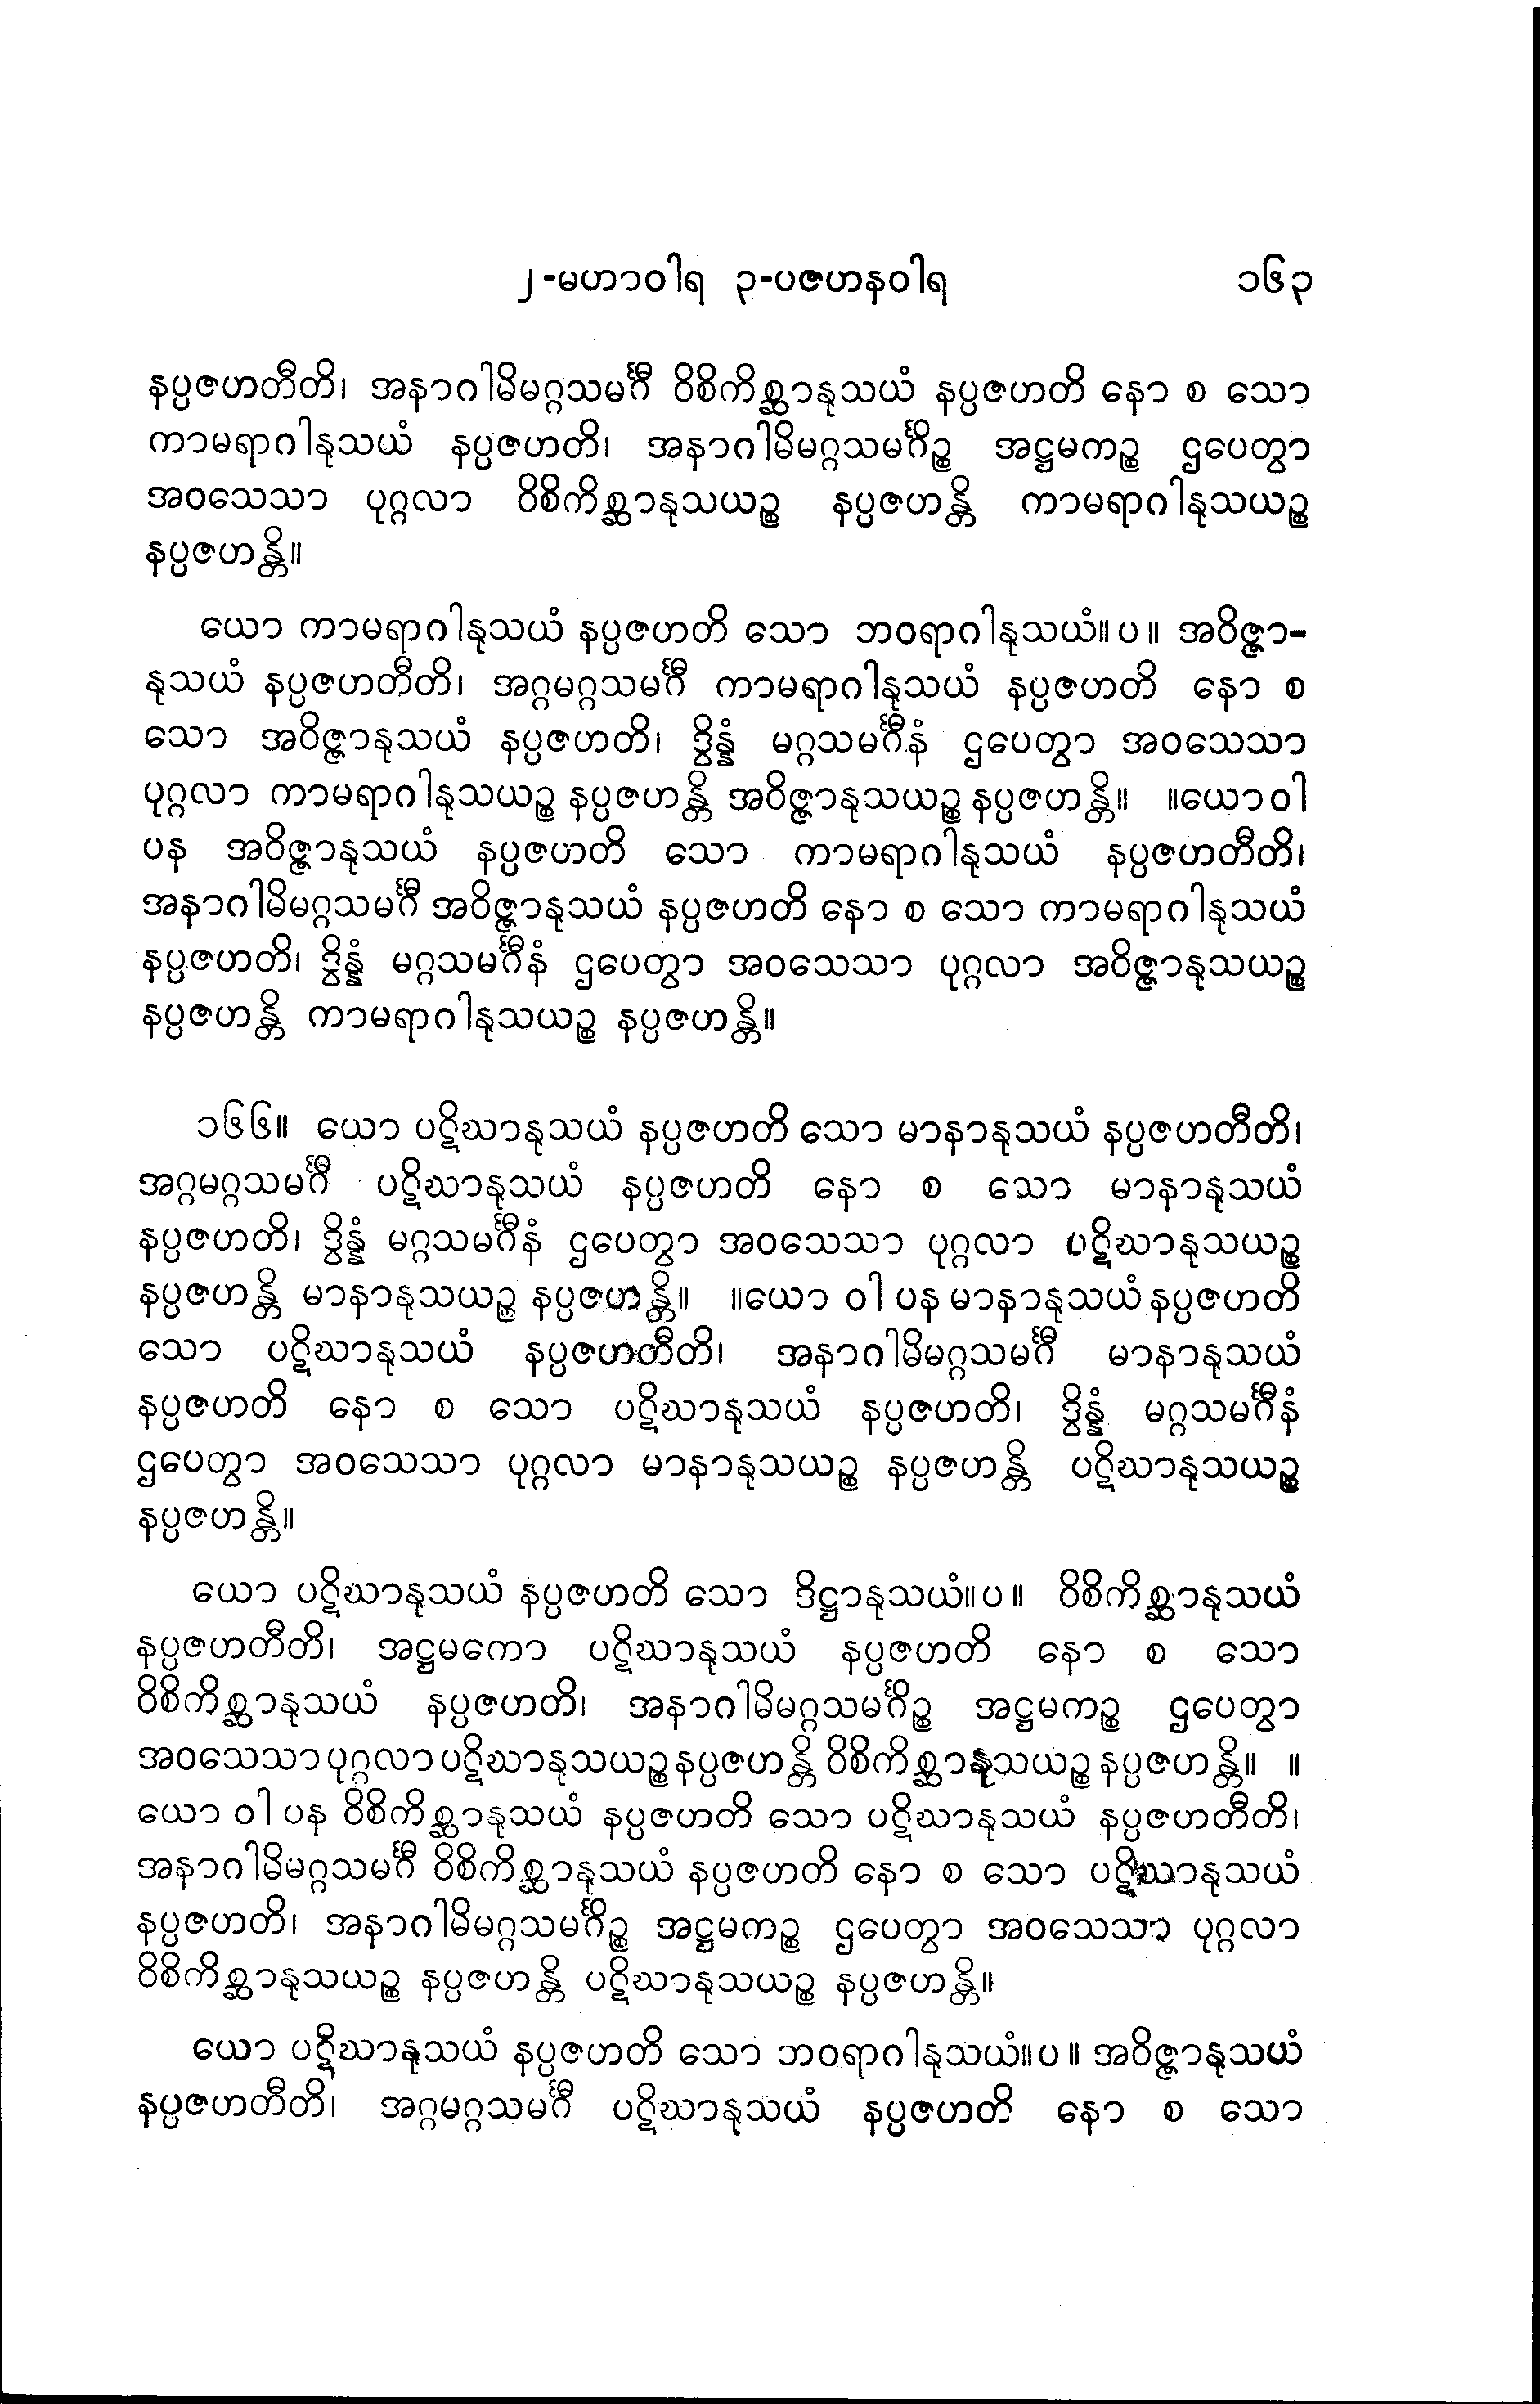 ၂-မဟာဝါရ ၃-ပဇဟနဝါရ ၁၆၃
နပ္ပဇဟတီတိ၊ အနာဂါမိမဂ္ဂသမင်္ဂီ ဝိစိကိစ္ဆာနုသယံ နပ္ပဇဟတိ နော စ သော
ကာမရာဂါနုသယံ နပ္ပဇဟတိ၊ အနာဂါမိမဂ္ဂသမင်္ဂိဉ္စ အဋ္ဌမကဉ္စ ဌပေတွာ
အဝသေသာ ပုဂ္ဂလာ ဝိစိကိစ္ဆာနုသယဉ္စ နပ္ပဇဟန္တိ ကာမရာဂါနုသယဉ္စ
နပ္ပဇဟန္တိ။
ယော ကာမရာဂါနုသယံ နပ္ပဇဟတိ သော ဘဝရာဂါနုသယံ။ပ။ အဝိဇ္ဇာ-
နုသယံ နပ္ပဇဟတီတိ၊ အဂ္ဂမဂ္ဂသမင်္ဂီ ကာမရာဂါနုသယံ နပ္ပဇဟတိ နော စ
သော အဝိဇ္ဇာနုသယံ နပ္ပဇဟတိ၊ ဒွိန္နံ မဂ္ဂသမင်္ဂီနံ ဌပေတွာ အဝသေသာ
ပုဂ္ဂလာ ကာမရာဂါနုသယဉ္စ နပ္ပဇဟန္တိ အဝိဇ္ဇာနုသယဉ္စ နပ္ပဇဟန္တိ။ ။ယော ဝါ
ပန အဝိဇ္ဇာနုသယံ နပ္ပဇဟတိ သော ကာမရာဂါနုသယံ နပ္ပဇဟတီတိ၊
အနာဂါမိမဂ္ဂသမင်္ဂီ အဝိဇ္ဇာနုသယံ နပ္ပဇဟတိ နော စ သော ကာမရာဂါနုသယံ
နပ္ပဇဟတိ၊ ဒွိန္နံ မဂ္ဂသမင်္ဂီနံ ဌပေတွာ အဝသေသာ ပုဂ္ဂလာ အဝိဇ္ဇာနုသယဉ္စ
နပ္ပဇဟန္တိ ကာမရာဂါနုသယဉ္စ နပ္ပဇဟန္တိ။
၁၆၆။ ယော ပဋိဃာနုသယံ နပ္ပဇဟတိ သော မာနာနုသယံ နပ္ပဇဟတီတိ၊
အဂ္ဂမဂ္ဂသမင်္ဂီ ပဋိဃာနုသယံ နပ္ပဇဟတိ နော စ သော မာနာနုသယံ
နပ္ပဇဟတိ၊ ဒွိန္နံ မဂ္ဂသမင်္ဂီနံ ဌပေတွာ အဝသေသာ ပုဂ္ဂလာ ပဋိဃာနုသယဉ္စ
နပ္ပဇဟန္တိ မာနာနုသယဉ္စ နပ္ပဇဟန္တိ။ ။ယော ဝါ ပန မာနာနုသယံ နပ္ပဇဟတိ
သော ပဋိဃာနုသယံ နပ္ပဇဟတီတိ၊ အနာဂါမိမဂ္ဂသမင်္ဂီ မာနာနုသယံ
နပ္ပဇဟတိ နော စ သော ပဋိဃာနုသယံ နပ္ပဇဟတိ၊ ဒွိန္နံ မဂ္ဂသမင်္ဂီနံ
ဌပေတွာ အဝသေသာ ပုဂ္ဂလာ မာနာနုသယဉ္စ နပ္ပဇဟန္တိ ပဋိဃာနုသယဉ္စ
နပ္ပဇဟန္တိ။
ယော ပဋိဃာနုသယံ နပ္ပဇဟတိ သော ဒိဋ္ဌာနုသယံ။ပ။ ဝိစိကိစ္ဆာနုသယံ
နပ္ပဇဟတီတိ၊ အဋ္ဌမကော ပဋိဃာနုသယံ နပ္ပဇဟတိ နော စ သော
ဝိစိကိစ္ဆာနုသယံ နပ္ပဇဟတိ၊ အနာဂါမိမဂ္ဂသမင်္ဂိဉ္စ အဋ္ဌမကဉ္စ ဌပေတွာ
အဝသေသာ ပုဂ္ဂလာ ပဋိဃာနုသယဉ္စ နပ္ပဇဟန္တိ ဝိစိကိစ္ဆာနုသယဉ္စ နပ္ပဇဟန္တိ။ ။
ယော ဝါ ပန ဝိစိကိစ္ဆာနုသယံ နပ္ပဇဟတိ သော ပဋိဃာနုသယံ နပ္ပဇဟတီတိ၊
အနာဂါမိမဂ္ဂသမင်္ဂီ ဝိစိကိစ္ဆာနုသယံ နပ္ပဇဟတိ နော စ သော ပဋိဃာနုသယံ
နပ္ပဇဟတိ၊ အနာဂါမိမဂ္ဂသမင်္ဂိဉ္စ အဋ္ဌမကဉ္စ ဌပေတွာ အဝသေသာ ပုဂ္ဂလာ
ဝိစိကိစ္ဆာနုသယဉ္စ နပ္ပဇဟန္တိ ပဋိဃာနုသယဉ္စ နပ္ပဇဟန္တိ။
ယော ပဋိဃာနုသယံ နပ္ပဇဟတိ သော ဘဝရာဂါနုသယံ။ပ။ အဝိဇ္ဇာနုသယံ
နပ္ပဇဟတီတိ၊ အဂ္ဂမဂ္ဂသမင်္ဂီ ပဋိဃာနုသယံ နပ္ပဇဟတိ နော စ သော